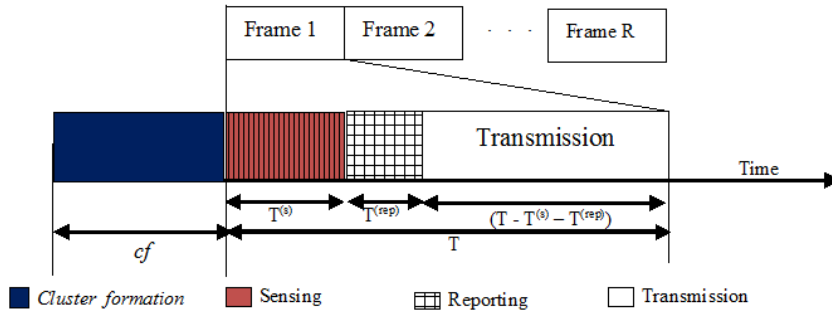 Frame 1 Frame 2 . . . Frame R
Transmission
Time
T(s) T(rep) (T - T(s) – T(rep))
cf T
Cluster formation Sensing Reporting Transmission